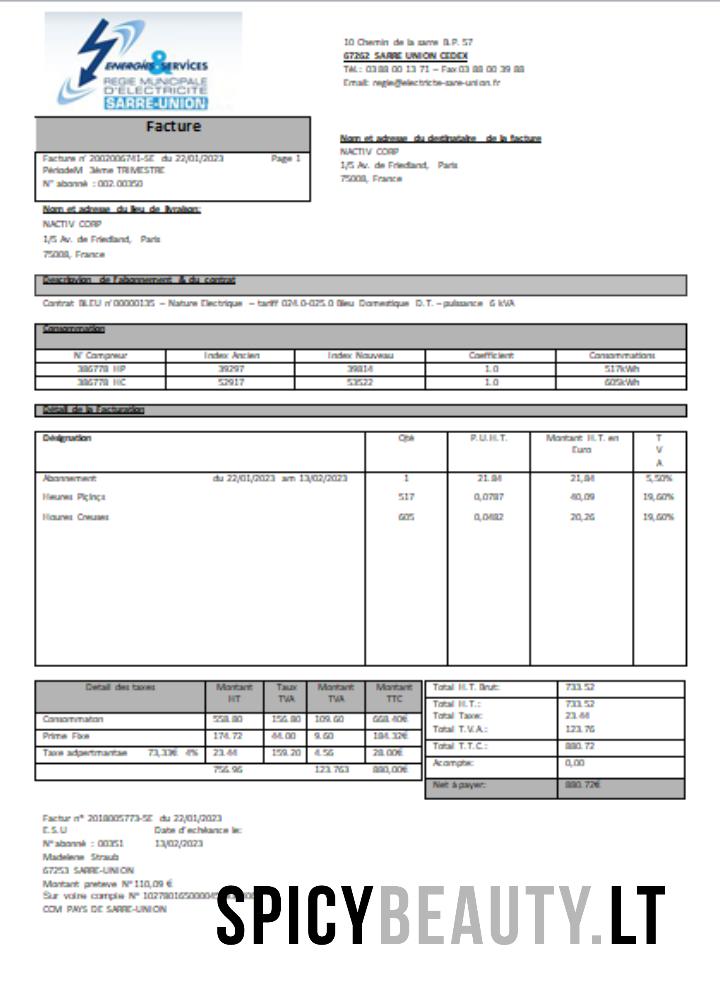 ENERGIES & SERVICES
REGIE MUNICIPALE
D'ELECTRICITE
SARRE-UNION
10 Chemin de la sarre B.P. 57
67262 SARRE UNION CEDEX
Tél.: 03 88 00 13 71 – Fax 03 88 00 39 88
Email: regie@electricite-sare-union.fr
Facture
Facture n° 2002006741-SE du 22/01/2023 Page 1
PériodeM 3ème TRIMESTRE
N° abonné : 002.00350
Nom et adresse du destinataire de la facture
NACTIV CORP
1/5 Av. de Friedland, Paris
75008, France
Nom et adresse du lieu de livraison:
NACTIV CORP
1/5 Av. de Friedland, Paris
75008, France
Description de l'abonnement & du contrat
Contrat BLEU n°00000135 – Nature Electrique – tariff 024.0-025.0 Bleu Domestique D.T. – puissance 6 kVA
Consommation
N° Compreur Index Ancien Index Nouveau Coefficient Consommations
386778 HP 39297 39814 1.0 517kWh
386778 HC 52917 53522 1.0 605kWh
Détail de la Facturation
Désignation Qté P.U.H.T. Montant H.T. en Euro T V A
Abonnement du 22/01/2023 am 13/02/2023 1 21.84 21,84 5,50%
Heures 517 0,0787 40,09 19,60%
Creuses 605 0,0482 20,26 19,60%
Detail des taxes Montant HT Taux TVA Montant TVA Montant TTC
Consommaton 558.80 156.80 109.60 668.40€
Prime Fixe 174.72 44.00 9.60 184.32€
Taxe adpertmantae 73,33€ 4% 23.44 159.20 4.56 28.00€
756.96 123.763 880,00€
Total H.T. Brut: 733.52
Total H.T.: 733.52
Total Taxe: 23.44
Total T.V.A.: 123.76
Total T.T.C.: 880.72
Acompte: 0,00
Net à payer: 880.72€
Factur n° 2018005773-SE du 22/01/2023
E.S.U Date d'echéance le:
N° abonné : 00351 13/02/2023
Madelene Straub
67253 SARRE-UNION
Montant preteve N° 110,09 €
Sur voire compte N°
COM PAYS DE SARRE-UNION
SPICYBEAUTY.LT